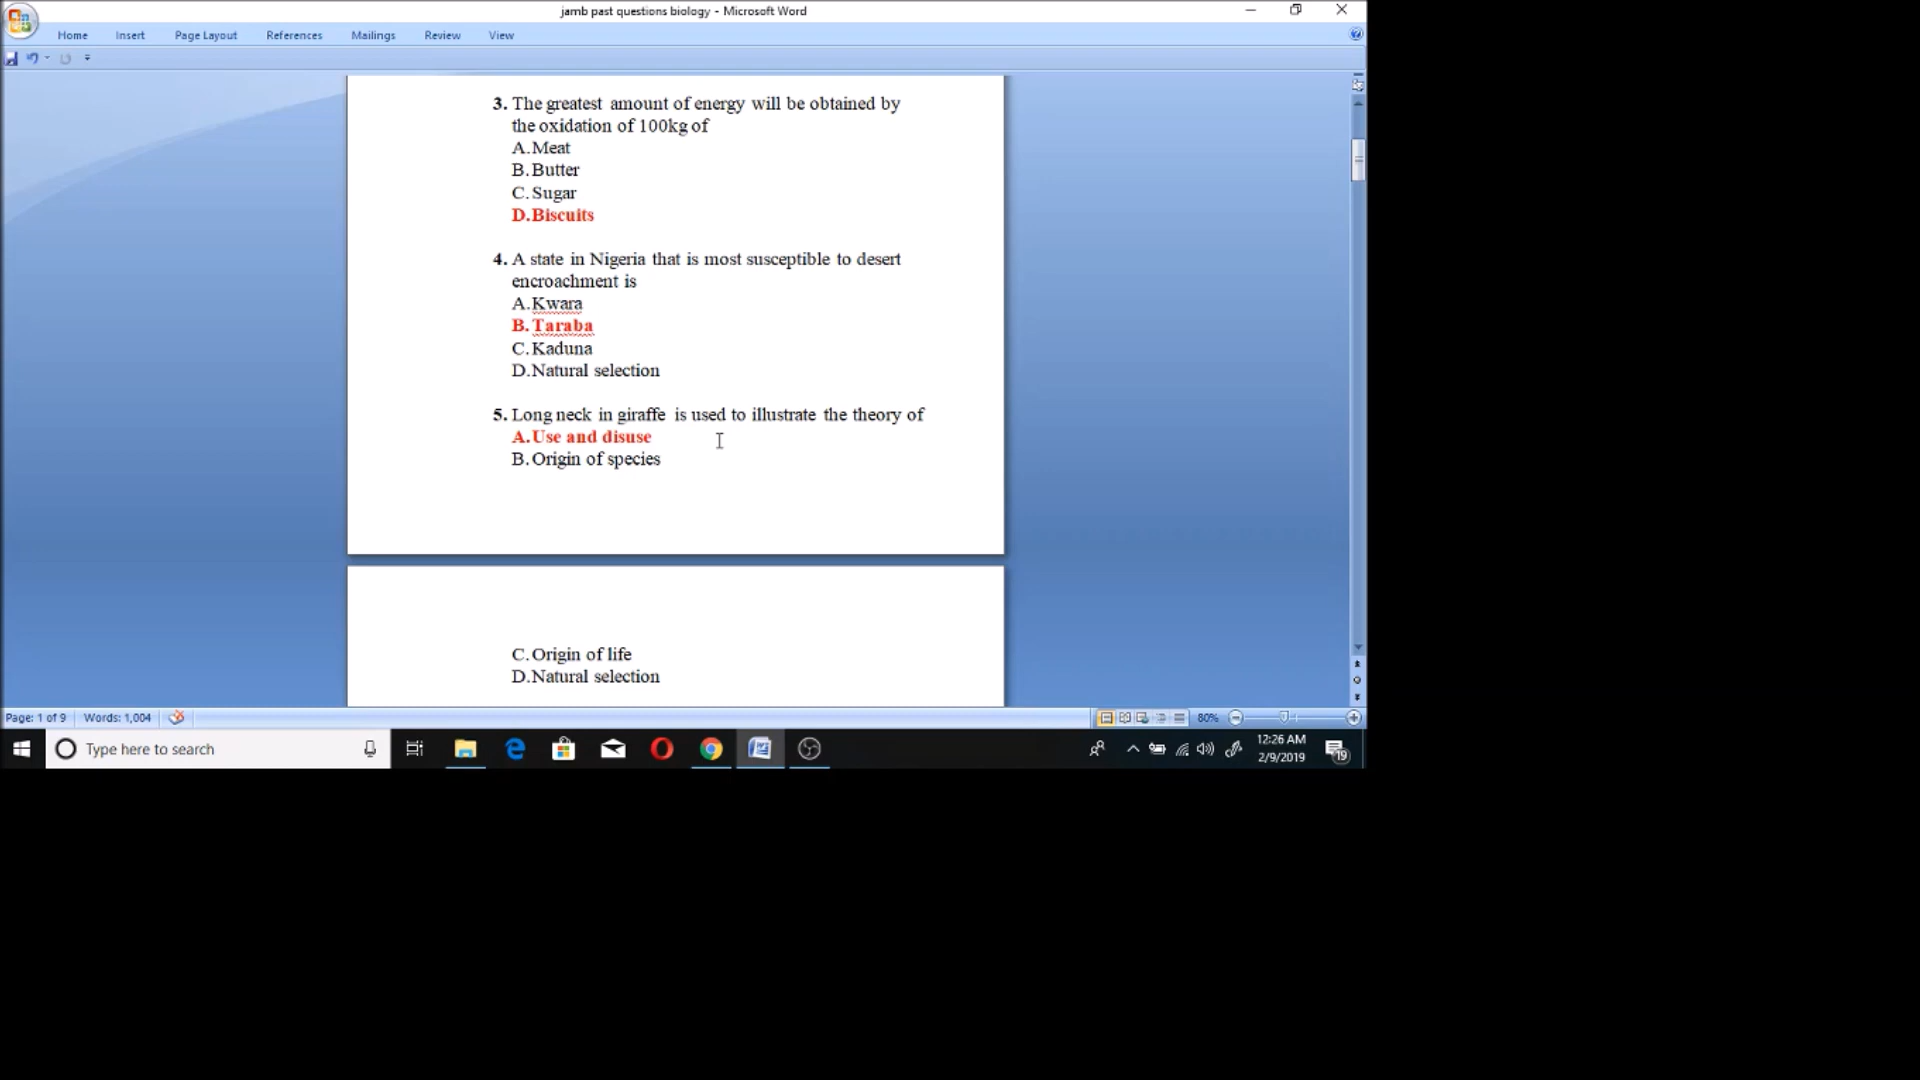 jamb past questions biology - Microsoft Word
Home Insert Page Layout References Mailings Review View
3. The greatest amount of energy will be obtained by
the oxidation of 100kg of
A. Meat
B. Butter
C. Sugar
D. Biscuits
4. A state in Nigeria that is most susceptible to desert
encroachment is
A. Kwara
B. Taraba
C. Kaduna
D. Natural selection
5. Long neck in giraffe is used to illustrate the theory of
A. Use and disuse
B. Origin of species
C. Origin of life
D. Natural selection
Page: 1 of 9 Words: 1,004 80%
Type here to search
12:26 AM
2/9/2019
19